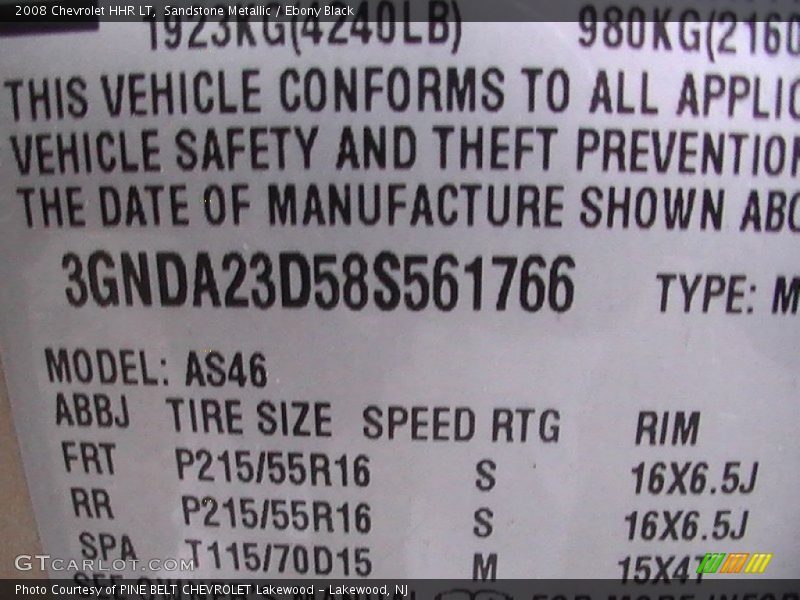 2008 Chevrolet HHR LT, Sandstone Metallic / Ebony Black
1923KG(4240LB) 980KG(2160
THIS VEHICLE CONFORMS TO ALL APPLIC
VEHICLE SAFETY AND THEFT PREVENTION
THE DATE OF MANUFACTURE SHOWN ABO
3GNDA23D58S561766 TYPE: M
MODEL: AS46
ABBJ TIRE SIZE SPEED RTG RIM
FRT P215/55R16 S 16X6.5J
RR P215/55R16 S 16X6.5J
SPA T115/70D15 M 15X4T
GTCarlot.com
Photo Courtesy of PINE BELT CHEVROLET Lakewood - Lakewood, NJ